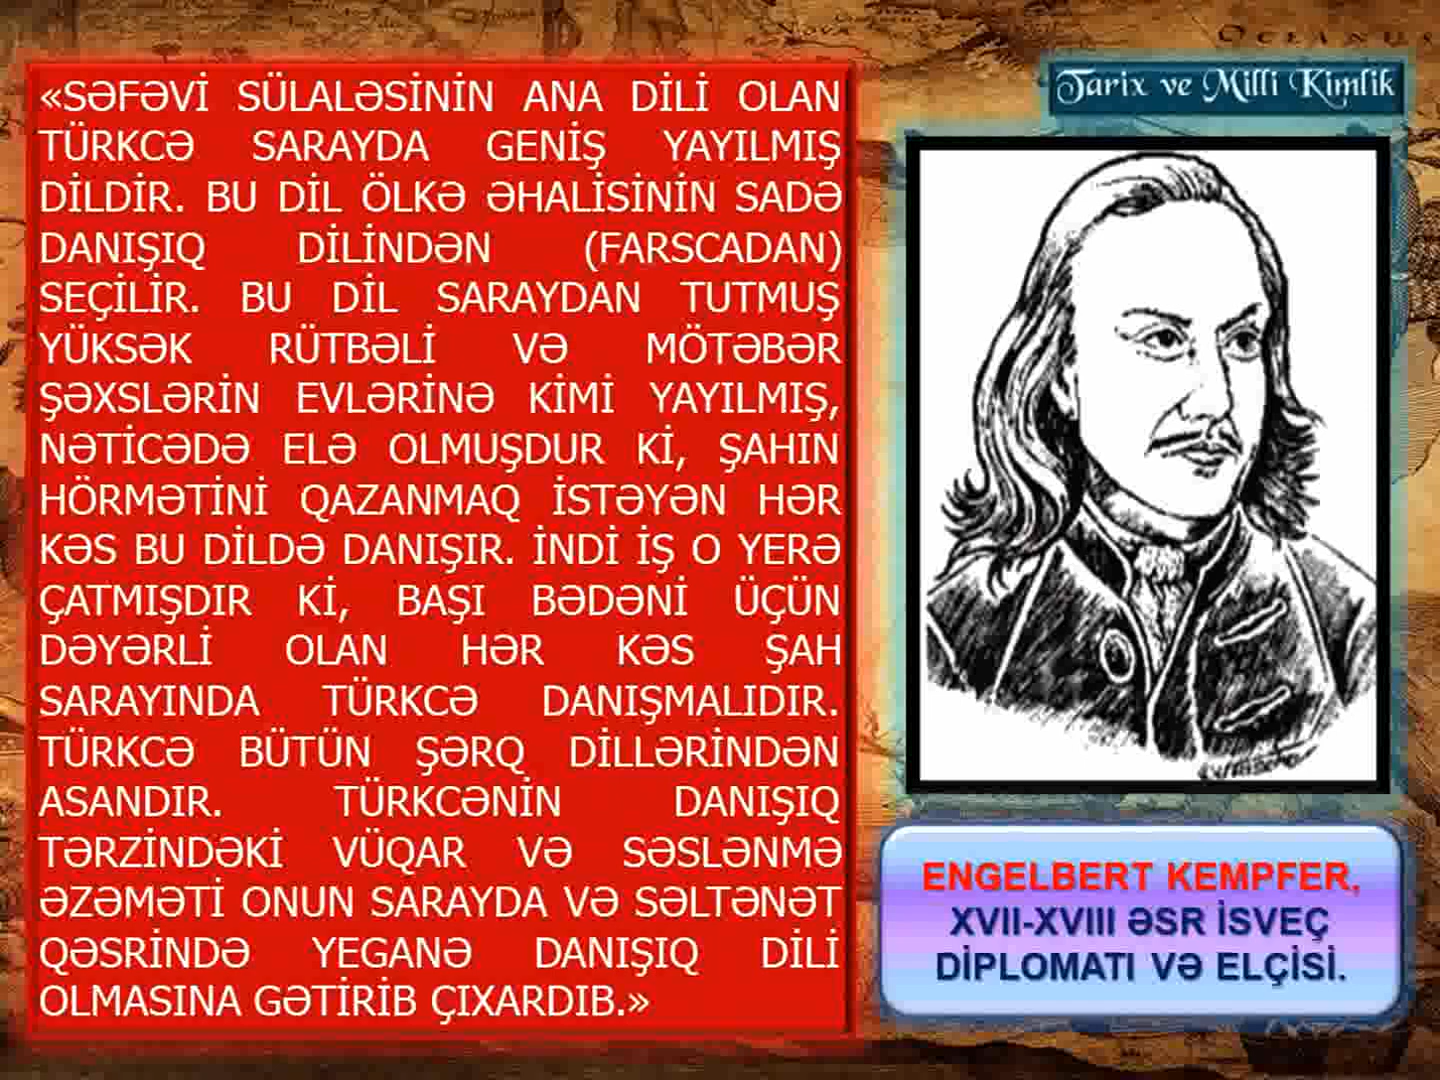 «SƏFƏVİ SÜLALƏSİNİN ANA DİLİ OLAN
TÜRKCƏ SARAYDA GENİŞ YAYILMIŞ
DİLDİR. BU DİL ÖLKƏ ƏHALİSİNİN SADƏ
DANIŞIQ DİLİNDƏN (FARSCADAN)
SEÇİLİR. BU DİL SARAYDAN TUTMUŞ
YÜKSƏK RÜTBƏLİ VƏ MÖTƏBƏR
ŞƏXSLƏRİN EVLƏRİNƏ KİMİ YAYILMIŞ,
NƏTİCƏDƏ ELƏ OLMUŞDUR Kİ, ŞAHIN
HÖRMƏTİNİ QAZANMAQ İSTƏYƏN HƏR
KƏS BU DİLDƏ DANIŞIR. İNDİ İŞ O YERƏ
ÇATMIŞDIR Kİ, BAŞI BƏDƏNİ ÜÇÜN
DƏYƏRLİ OLAN HƏR KƏS ŞAH
SARAYINDA TÜRKCƏ DANIŞMALIDIR.
TÜRKCƏ BÜTÜN ŞƏRQ DİLLƏRİNDƏN
ASANDIR. TÜRKCƏNİN DANIŞIQ
TƏRZİNDƏKİ VÜQAR VƏ SƏSLƏNMƏ
ƏZƏMƏTİ ONUN SARAYDA VƏ SƏLTƏNƏT
QƏSRİNDƏ YEGANƏ DANIŞIQ DİLİ
OLMASINA GƏTİRİB ÇIXARDIB.»
Tarix ve Milli Kimlik
ENGELBERT KEMPFER,
XVII-XVIII ƏSR İSVEÇ
DİPLOMATI VƏ ELÇİSİ.